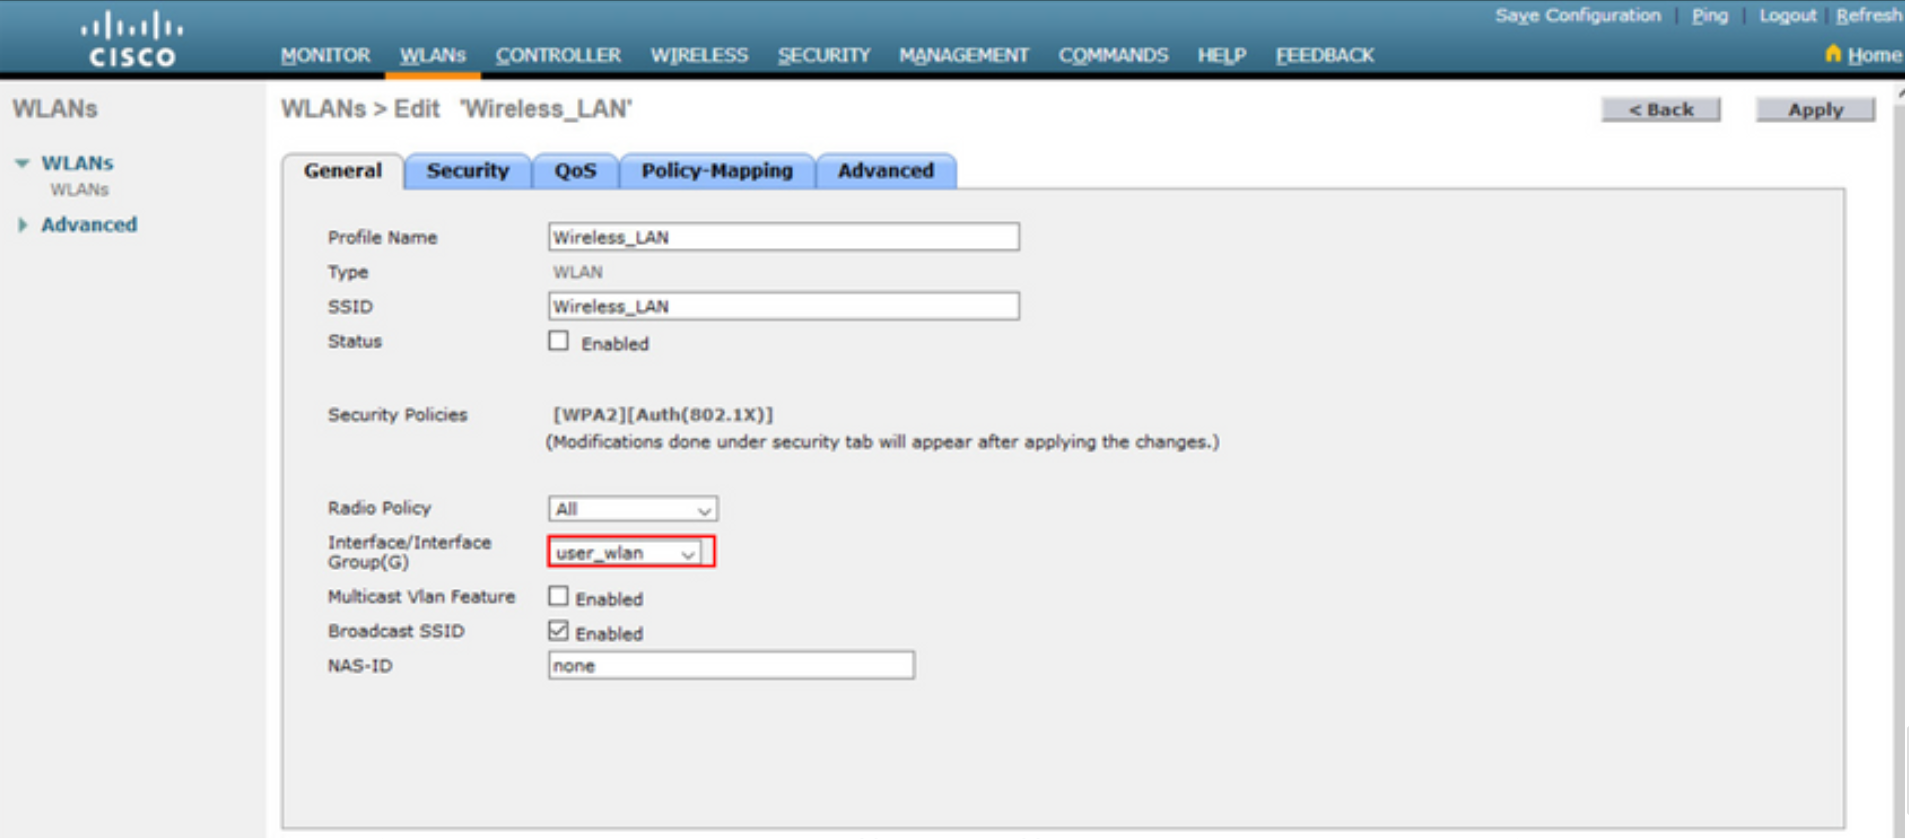 Save Configuration | Ping | Logout | Refresh
CISCO
MONITOR WLANs CONTROLLER WIRELESS SECURITY MANAGEMENT COMMANDS HELP FEEDBACK Home
WLANs
WLANs
WLANs
Advanced
WLANs > Edit 'Wireless_LAN'
< Back
Apply
General Security QoS Policy-Mapping Advanced
Profile Name Wireless_LAN
Type WLAN
SSID Wireless_LAN
Status Enabled
Security Policies [WPA2][Auth(802.1X)]
(Modifications done under security tab will appear after applying the changes.)
Radio Policy All
Interface/Interface
Group(G) user_wlan
Multicast Vlan Feature Enabled
Broadcast SSID Enabled
NAS-ID none